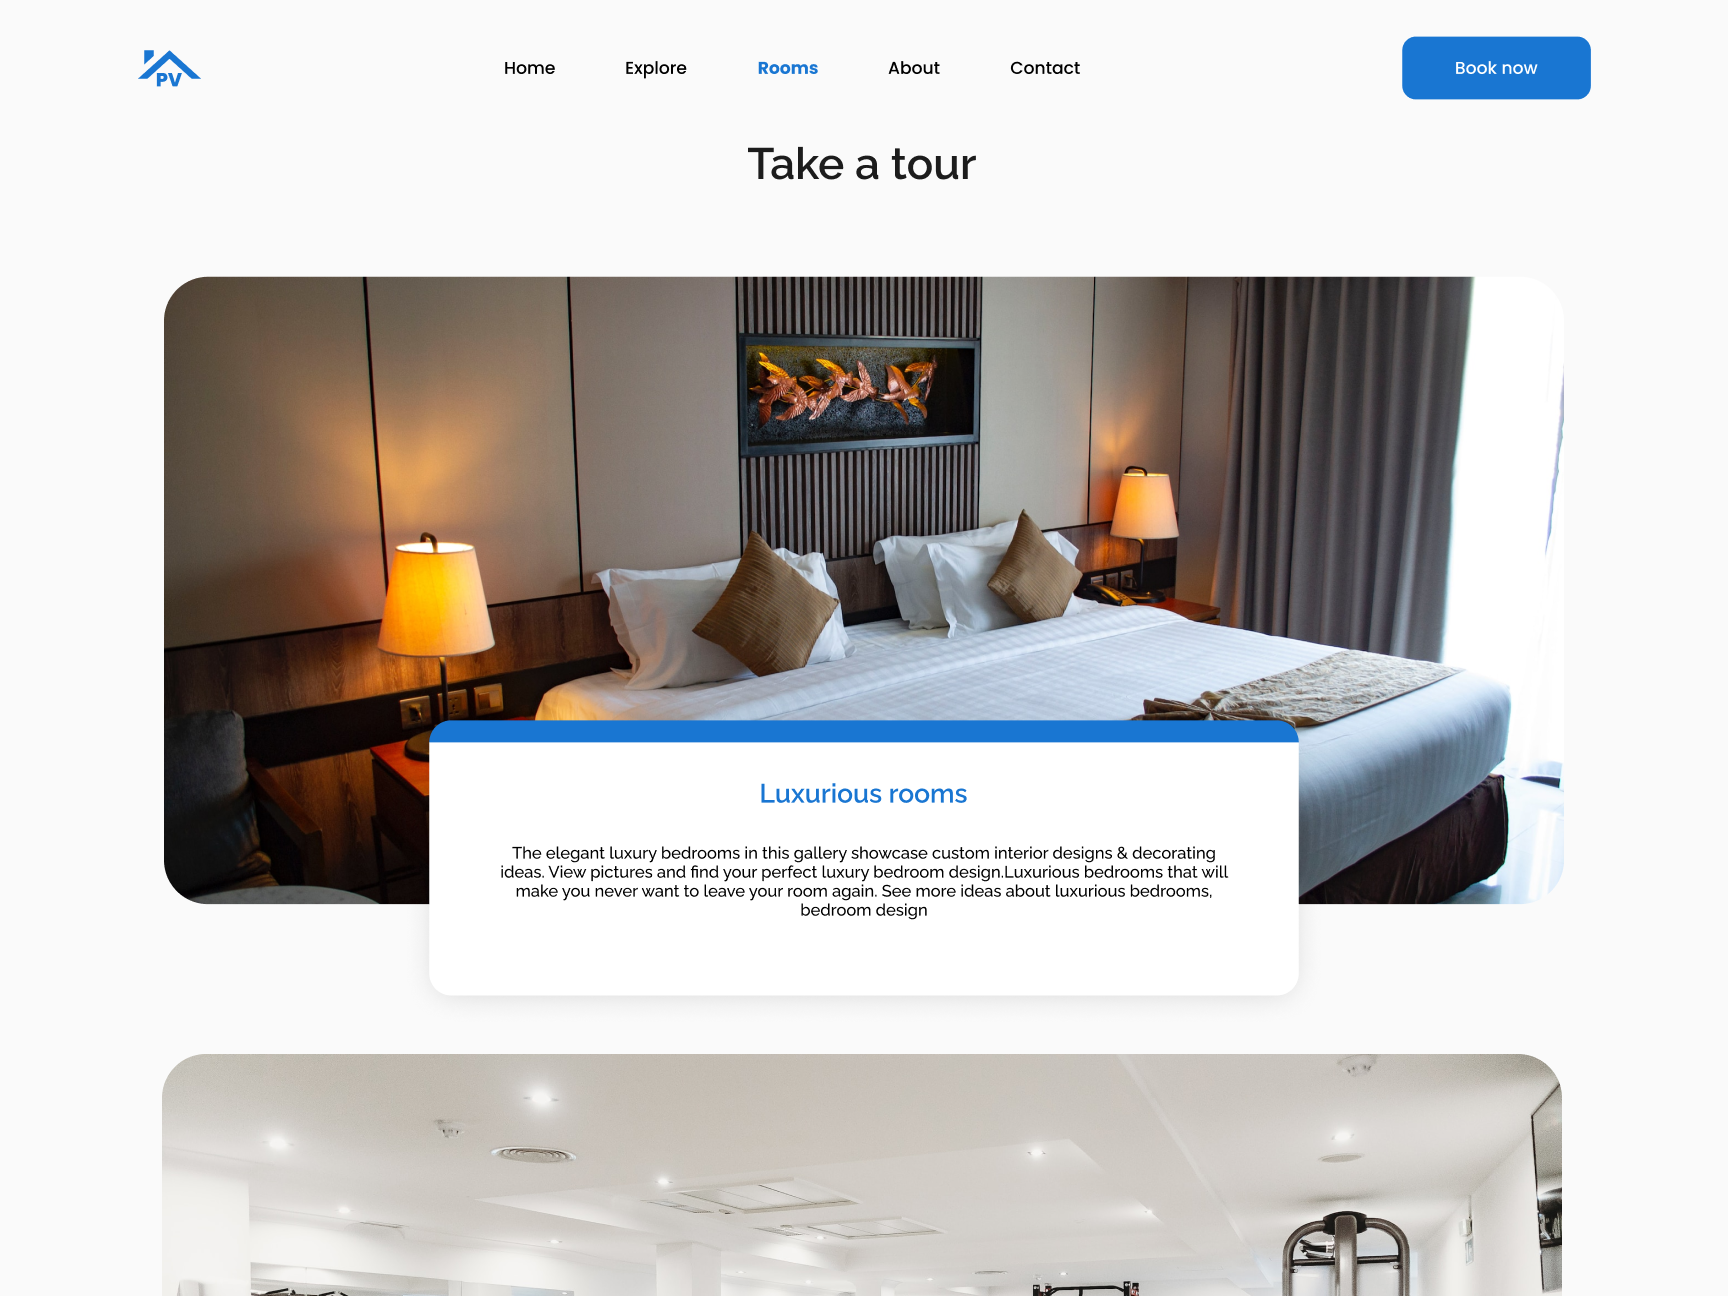 PV
Home
Explore
Rooms
About
Contact
Book now
Take a tour
Luxurious rooms
The elegant luxury bedrooms in this gallery showcase custom interior designs & decorating
ideas. View pictures and find your perfect luxury bedroom design.Luxurious bedrooms that will
make you never want to leave your room again. See more ideas about luxurious bedrooms,
bedroom design